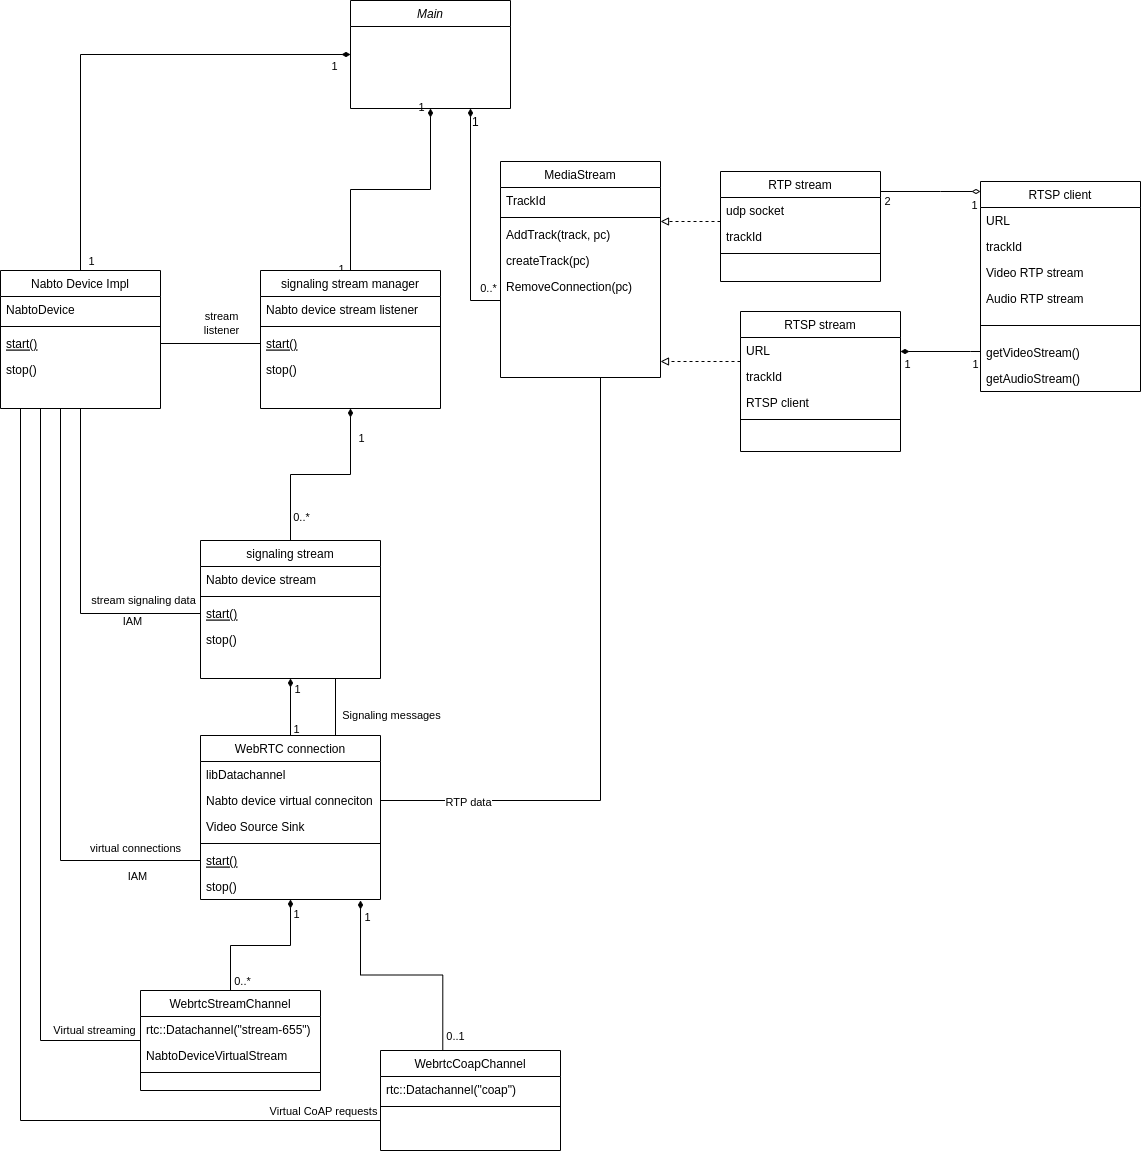 Main
1
1
1
1
1
0..*
MediaStream
TrackId
AddTrack(track, pc)
createTrack(pc)
RemoveConnection(pc)
RTP stream
udp socket
trackId
2
1
RTSP client
URL
trackId
Video RTP stream
Audio RTP stream
getVideoStream()
getAudioStream()
RTSP stream
URL
trackId
RTSP client
1
1
Nabto Device Impl
NabtoDevice
start()
stop()
stream
listener
signaling stream manager
Nabto device stream listener
start()
stop()
1
0..*
signaling stream
Nabto device stream
start()
stop()
stream signaling data
IAM
1
1
Signaling messages
WebRTC connection
libDatachannel
Nabto device virtual conneciton
Video Source Sink
start()
stop()
RTP data
virtual connections
IAM
1
1
0..*
0..1
WebrtcStreamChannel
rtc::Datachannel("stream-655")
NabtoDeviceVirtualStream
Virtual streaming
WebrtcCoapChannel
rtc::Datachannel("coap")
Virtual CoAP requests